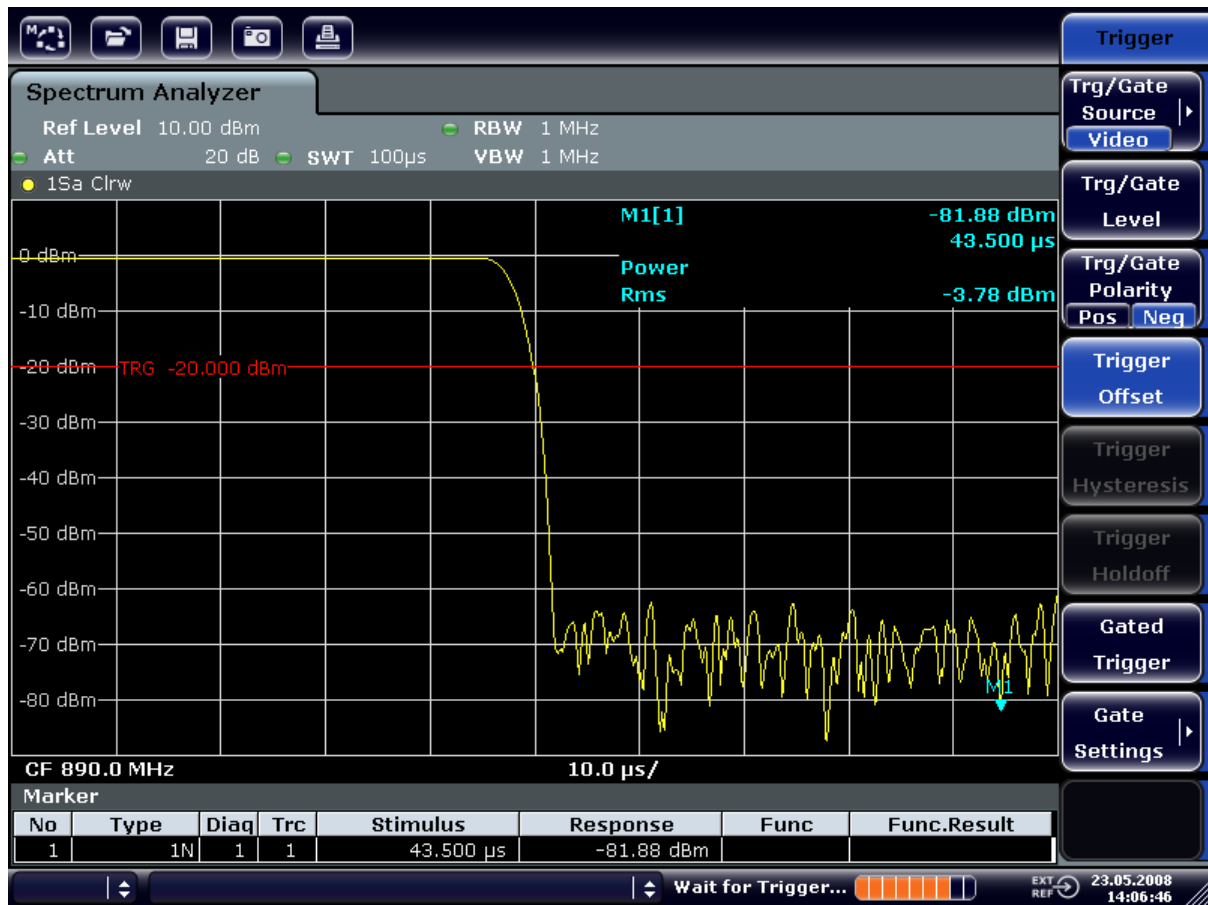 M
Trigger
Spectrum Analyzer
Ref Level 10.00 dBm RBW 1 MHz
Att 20 dB SWT 100µs VBW 1 MHz
1Sa Clrw
M1[1] -81.88 dBm
43.500 µs
Power
Rms -3.78 dBm
0 dBm
-10 dBm
-20 dBm
TRG -20.000 dBm
-30 dBm
-40 dBm
-50 dBm
-60 dBm
-70 dBm
-80 dBm
M1
CF 890.0 MHz 10.0 µs/
Marker
No Type Diaq Trc Stimulus Response Func Func.Result
1 1N 1 1 43.500 µs -81.88 dBm
Wait for Trigger...
EXT REF
23.05.2008
14:06:46
Trg/Gate
Source
Video
Trg/Gate
Level
Trg/Gate
Polarity
Pos Neg
Trigger
Offset
Trigger
Hysteresis
Trigger
Holdoff
Gated
Trigger
Gate
Settings